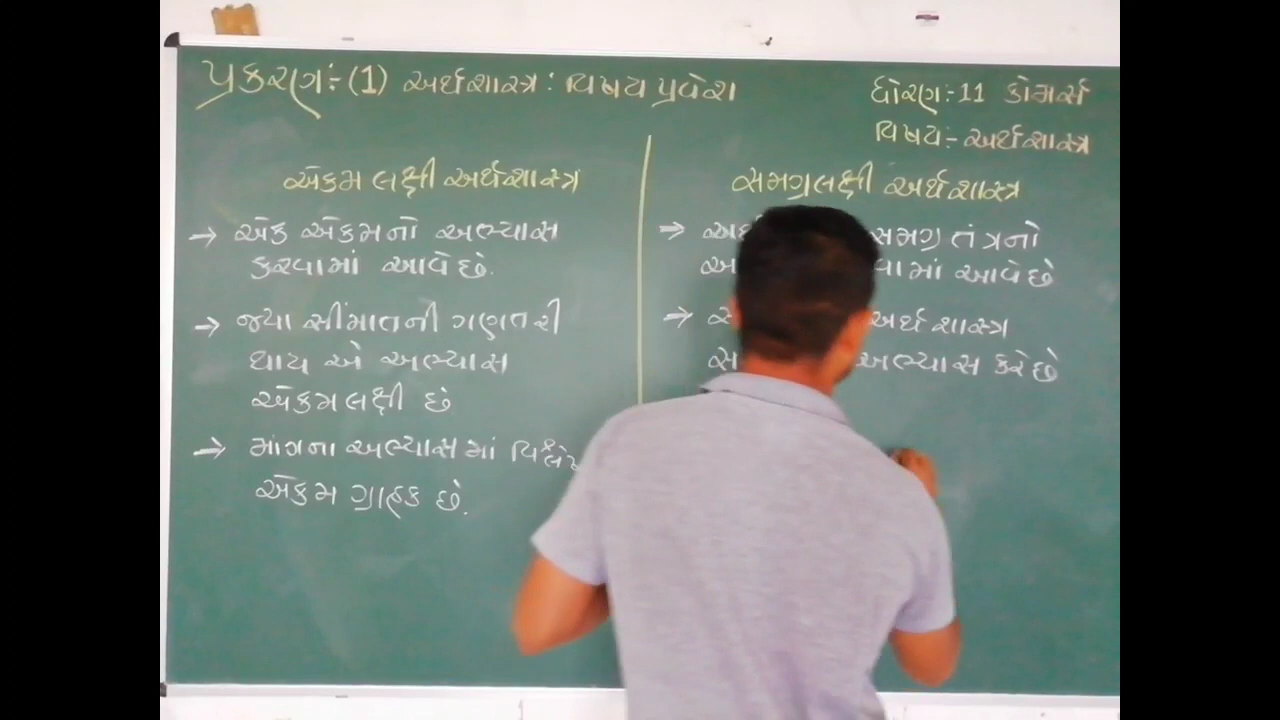 પ્રકરણઃ- (1) અર્થશાસ્ત્ર : વિષય પ્રવેશ
ધોરણ:- 11 કોમર્સ
વિષય:- અર્થશાસ્ત્ર
એકમલક્ષી અર્થશાસ્ત્ર
→ એક એકમનો અભ્યાસ
કરવામાં આવે છે.
→ જયા સીમાતની ગણતરી
થાય એ અભ્યાસ
એકમલક્ષી છે
→ માંગના અભ્યાસમાં
એકમ ગ્રાહક છે.
સમગ્રલક્ષી અર્થશાસ્ત્ર
→ સમગ્ર તંત્રનો
આવે છે
→ અર્થશાસ્ત્ર
અભ્યાસ કરે છે